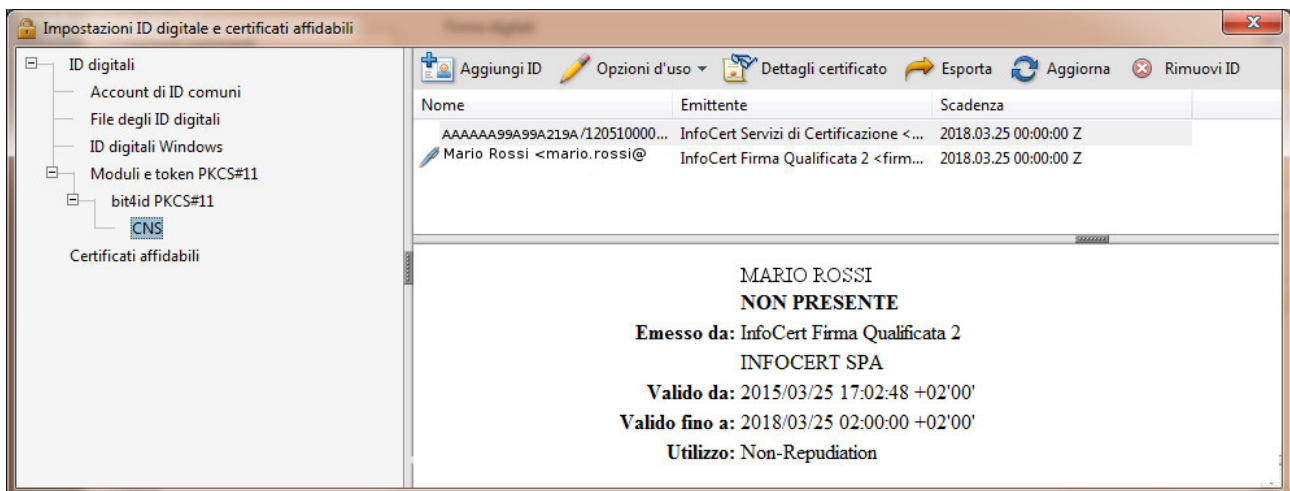 Impostazioni ID digitale e certificati affidabili
ID digitali
Account di ID comuni
File degli ID digitali
ID digitali Windows
Moduli e token PKCS#11
bit4id PKCS#11
CNS
Certificati affidabili
Aggiungi ID Opzioni d'uso Dettagli certificato Esporta Aggiorna Rimuovi ID
Nome Emittente Scadenza
AAAAAA99A99A219A/120510000... InfoCert Servizi di Certificazione <... 2018.03.25 00:00:00 Z
Mario Rossi <mario.rossi@ InfoCert Firma Qualificata 2 <firm... 2018.03.25 00:00:00 Z
MARIO ROSSI
NON PRESENTE
Emesso da: InfoCert Firma Qualificata 2
INFOCERT SPA
Valido da: 2015/03/25 17:02:48 +02'00'
Valido fino a: 2018/03/25 02:00:00 +02'00'
Utilizzo: Non-Repudiation